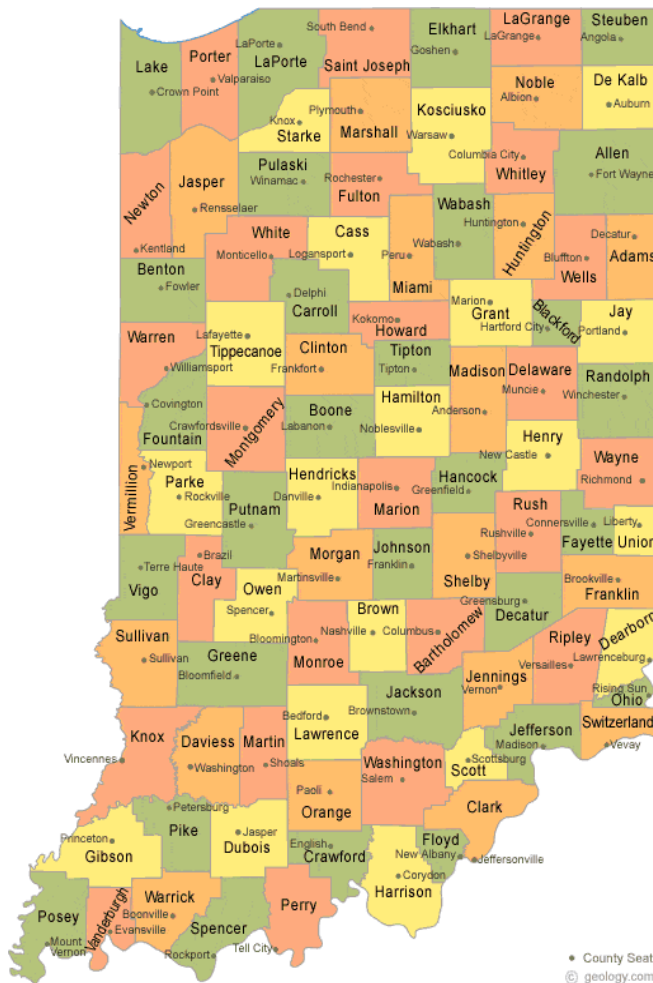 South Bend
LaPorte
LaPorte
Lake
Crown Point
Porter
Valparaiso
Saint Joseph
Elkhart
Goshen
LaGrange
LaGrange
Steuben
Angola
Noble
Albion
De Kalb
Auburn
Knox
Starke
Plymouth
Marshall
Kosciusko
Warsaw
Columbia City
Whitley
Allen
Fort Wayne
Newton
Kentland
Jasper
Rensselaer
Pulaski
Winamac
Rochester
Fulton
Wabash
Wabash
Huntington
Huntington
Decatur
Adams
Bluffton
Wells
White
Monticello
Cass
Logansport
Peru
Miami
Benton
Fowler
Delphi
Carroll
Kokomo
Howard
Marion
Grant
Hartford City
Blackford
Jay
Portland
Warren
Williamsport
Lafayette
Tippecanoe
Clinton
Frankfort
Tipton
Tipton
Madison
Anderson
Delaware
Muncie
Randolph
Winchester
Covington
Fountain
Crawfordsville
Montgomery
Boone
Labanon
Hamilton
Noblesville
Henry
New Castle
Wayne
Richmond
Vermillion
Newport
Parke
Rockville
Putnam
Greencastle
Hendricks
Danville
Indianapolis
Marion
Hancock
Greenfield
Rush
Rushville
Connersville
Fayette
Liberty
Union
Terre Haute
Vigo
Brazil
Clay
Owen
Spencer
Morgan
Martinsville
Johnson
Franklin
Shelbyville
Shelby
Greensburg
Decatur
Brookville
Franklin
Sullivan
Sullivan
Greene
Bloomfield
Bloomington
Monroe
Brown
Nashville
Columbus
Bartholomew
Jennings
Vernon
Ripley
Versailles
Dearborn
Lawrenceburg
Rising Sun
Ohio
Switzerland
Vevay
Knox
Vincennes
Daviess
Washington
Martin
Shoals
Bedford
Lawrence
Jackson
Brownstown
Washington
Salem
Scottsburg
Scott
Jefferson
Madison
Clark
Jeffersonville
Petersburg
Pike
Princeton
Gibson
Jasper
Dubois
Paoli
Orange
English
Crawford
Floyd
New Albany
Corydon
Harrison
Posey
Mount
Vernon
Vanderburgh
Evansville
Warrick
Boonville
Spencer
Rockport
Perry
Tell City
County Seat
© geology.com